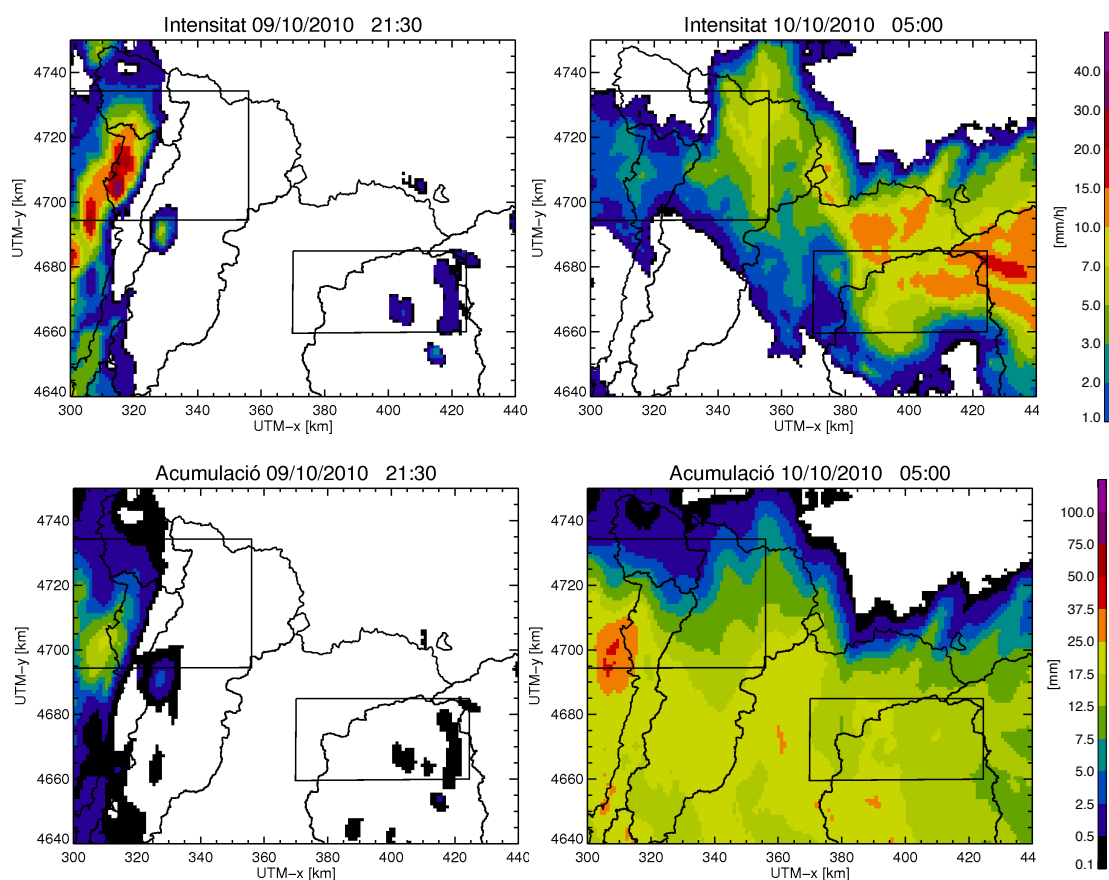 Intensitat 09/10/2010 21:30
4740
4720
4700
4680
4660
4640
UTM-y [km]
300 320 340 360 380 400 420 440
UTM-x [km]
Intensitat 10/10/2010 05:00
4740
4720
4700
4680
4660
4640
UTM-y [km]
300 320 340 360 380 400 420 44
UTM-x [km]
40.0
30.0
20.0
15.0
10.0
7.0
5.0
3.0
2.0
1.0
[mm/h]
Acumulació 09/10/2010 21:30
4740
4720
4700
4680
4660
4640
UTM-y [km]
300 320 340 360 380 400 420 440
UTM-x [km]
Acumulació 10/10/2010 05:00
4740
4720
4700
4680
4660
4640
UTM-y [km]
300 320 340 360 380 400 420 440
UTM-x [km]
100.0
75.0
50.0
37.5
25.0
17.5
12.5
7.5
5.0
2.5
0.5
0.1
[mm]